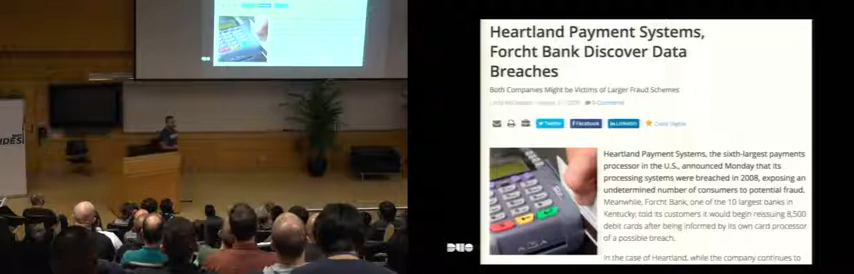 Heartland Payment Systems,
Forcht Bank Discover Data
Breaches
Both Companies Might be Victims of Larger Fraud Schemes
Twitter Facebook LinkedIn Credit Eligible
Heartland Payment Systems, the sixth-largest payments
processor in the U.S., announced Monday that its
processing systems were breached in 2008, exposing an
undetermined number of consumers to potential fraud.
Meanwhile, Forcht Bank, one of the 10 largest banks in
Kentucky, told its customers it would begin reissuing 8,500
debit cards after being informed by its own card processor
of a possible breach.
In the case of Heartland, while the company continues to
DUO